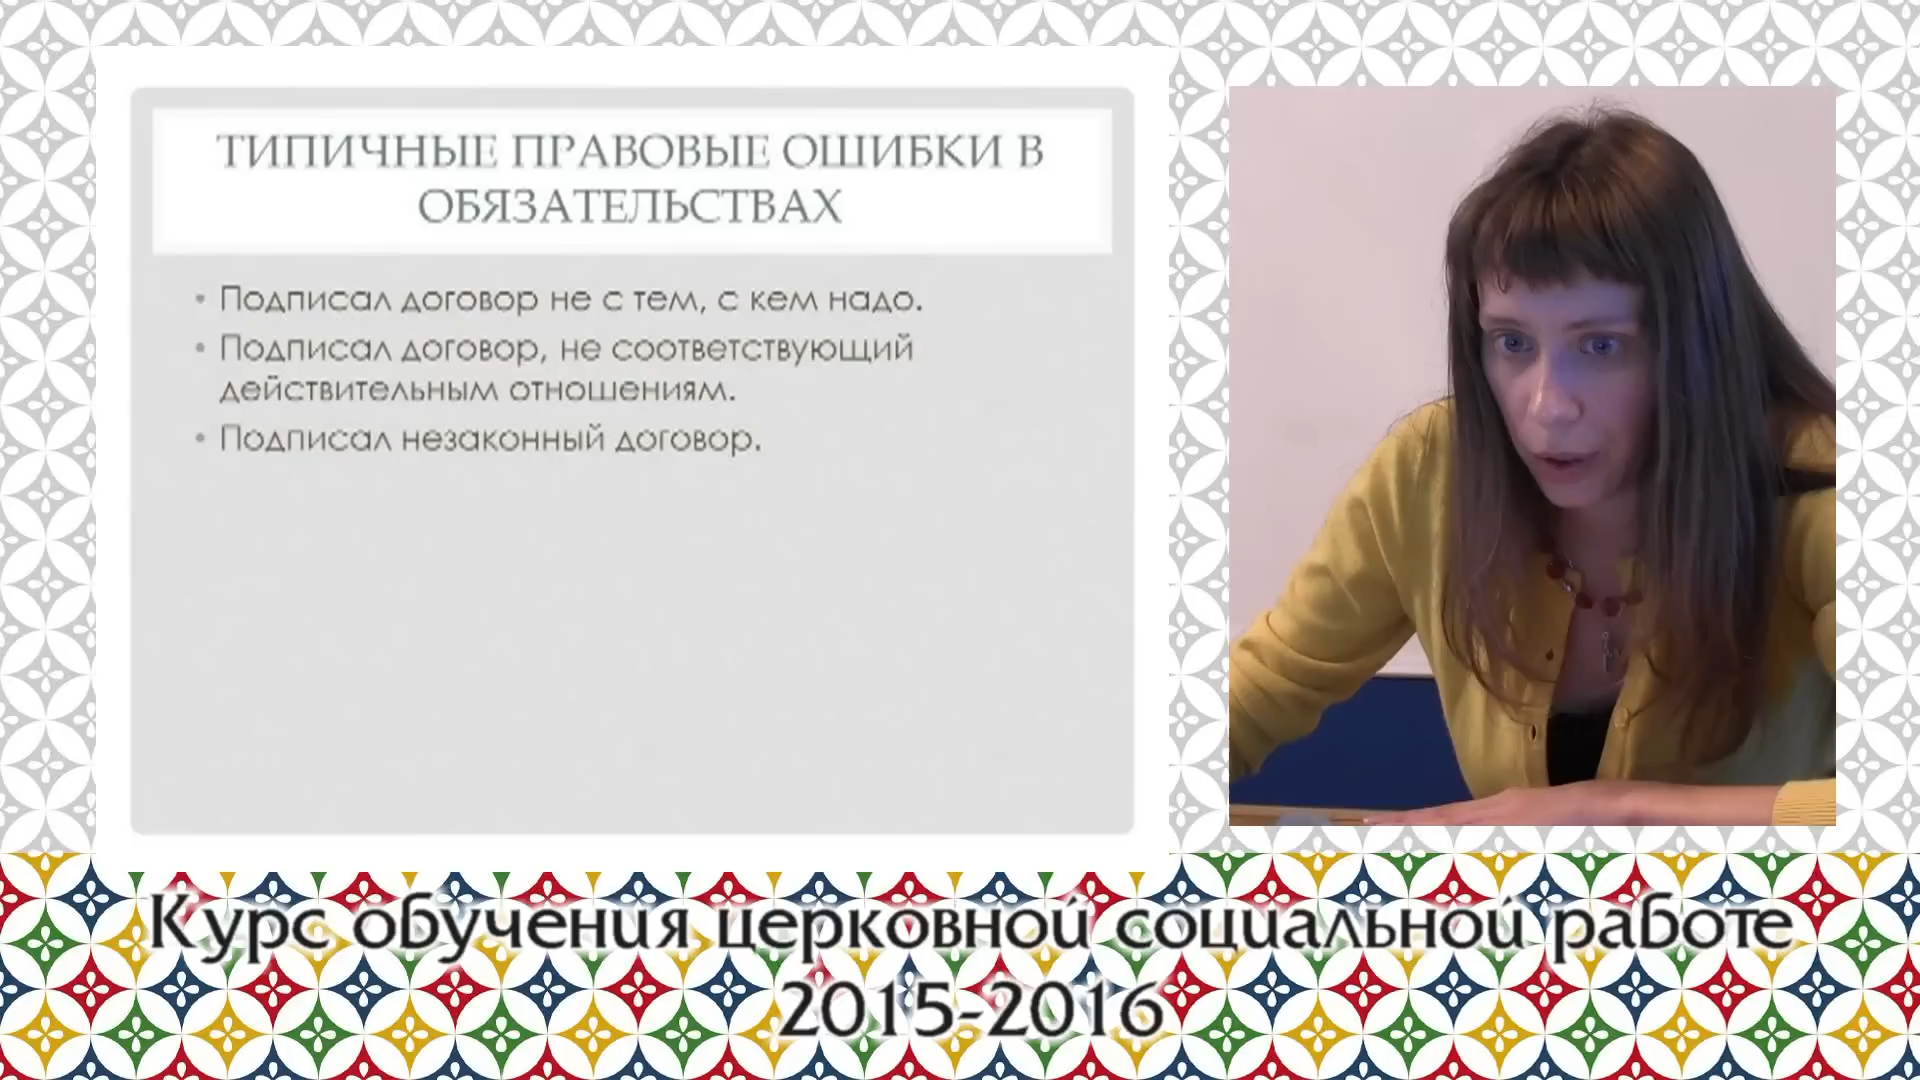 ТИПИЧНЫЕ ПРАВОВЫЕ ОШИБКИ В
ОБЯЗАТЕЛЬСТВАХ
• Подписал договор не с тем, с кем надо.
• Подписал договор, не соответствующий
действительным отношениям.
• Подписал незаконный договор.
Курс обучения церковной социальной работе
2015-2016